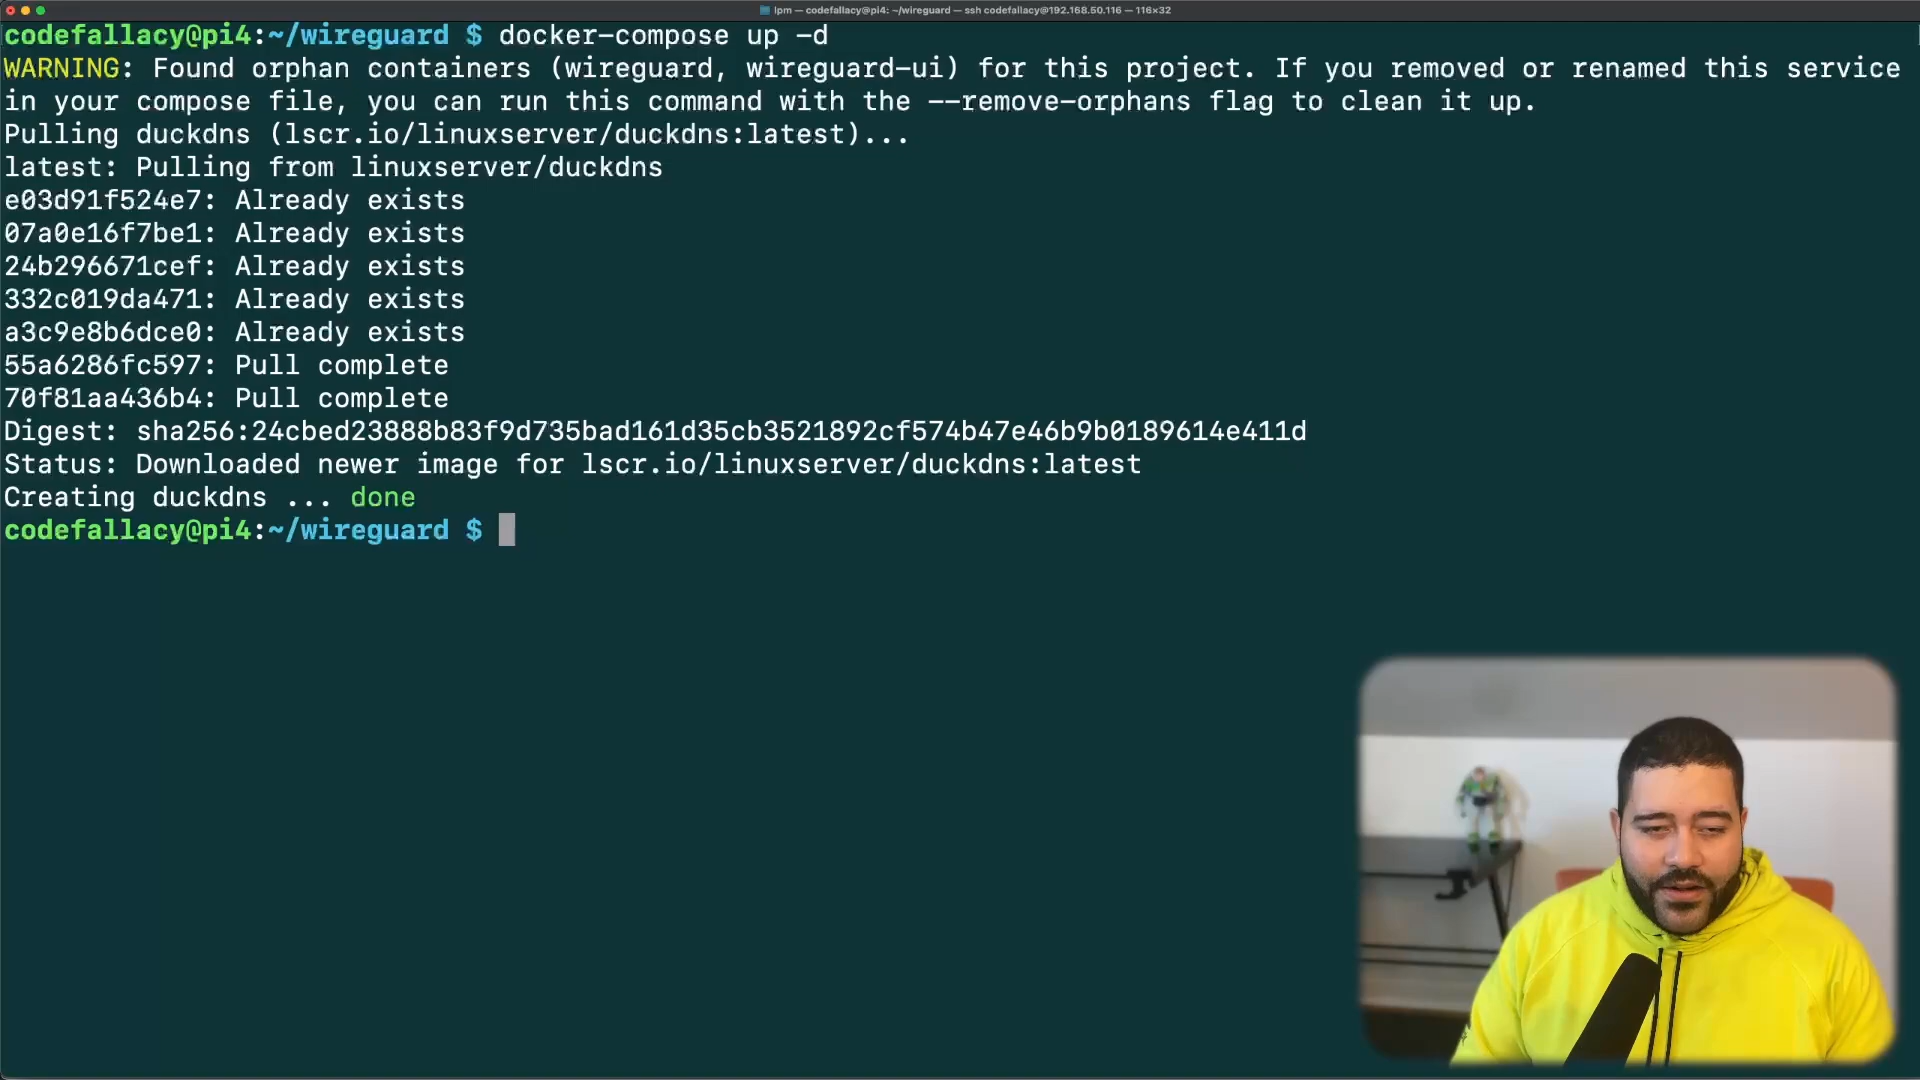 lpm — codefallacy@pi4: ~/wireguard — ssh codefallacy@192.168.50.116 — 116×32
codefallacy@pi4:~/wireguard $ docker-compose up -d
WARNING: Found orphan containers (wireguard, wireguard-ui) for this project. If you removed or renamed this service
in your compose file, you can run this command with the --remove-orphans flag to clean it up.
Pulling duckdns (lscr.io/linuxserver/duckdns:latest)...
latest: Pulling from linuxserver/duckdns
e03d91f524e7: Already exists
07a0e16f7be1: Already exists
24b296671cef: Already exists
332c019da471: Already exists
a3c9e8b6dce0: Already exists
55a6286fc597: Pull complete
70f81aa436b4: Pull complete
Digest: sha256:24cbed23888b83f9d735bad161d35cb3521892cf574b47e46b9b0189614e411d
Status: Downloaded newer image for lscr.io/linuxserver/duckdns:latest
Creating duckdns ... done
codefallacy@pi4:~/wireguard $